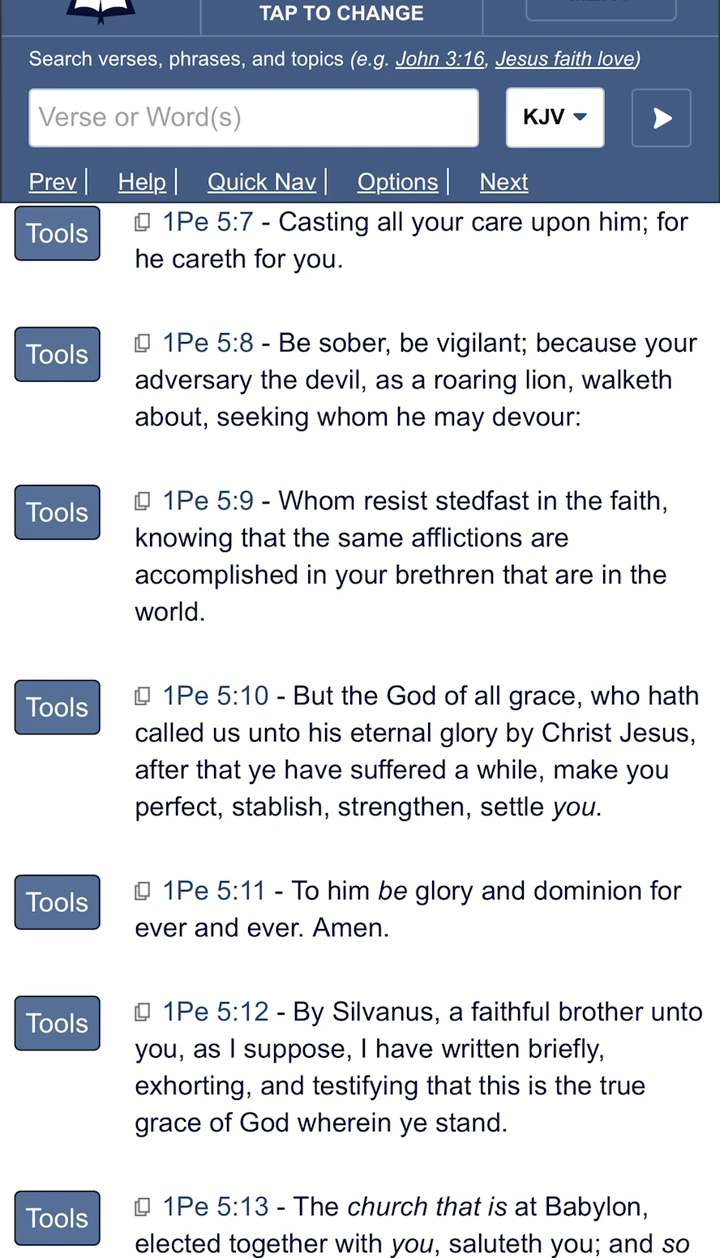 TAP TO CHANGE
Search verses, phrases, and topics (e.g. John 3:16, Jesus faith love)
Verse or Word(s)
KJV
Prev | Help | Quick Nav | Options | Next
Tools
1Pe 5:7 - Casting all your care upon him; for
he careth for you.
Tools
1Pe 5:8 - Be sober, be vigilant; because your
adversary the devil, as a roaring lion, walketh
about, seeking whom he may devour:
Tools
1Pe 5:9 - Whom resist stedfast in the faith,
knowing that the same afflictions are
accomplished in your brethren that are in the
world.
Tools
1Pe 5:10 - But the God of all grace, who hath
called us unto his eternal glory by Christ Jesus,
after that ye have suffered a while, make you
perfect, stablish, strengthen, settle you.
Tools
1Pe 5:11 - To him be glory and dominion for
ever and ever. Amen.
Tools
1Pe 5:12 - By Silvanus, a faithful brother unto
you, as I suppose, I have written briefly,
exhorting, and testifying that this is the true
grace of God wherein ye stand.
Tools
1Pe 5:13 - The church that is at Babylon,
elected together with you, saluteth you; and so